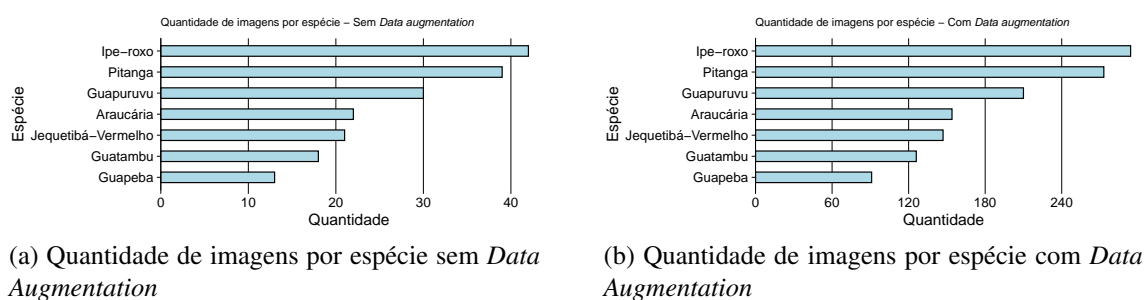 Quantidade de imagens por espécie − Sem Data augmentation
Espécie
Ipe−roxo
Pitanga
Guapuruvu
Araucária
Jequetibá−Vermelho
Guatambu
Guapeba
0 10 20 30 40
Quantidade
(a) Quantidade de imagens por espécie sem Data
Augmentation
Quantidade de imagens por espécie − Com Data augmentation
Espécie
Ipe−roxo
Pitanga
Guapuruvu
Araucária
Jequetibá−Vermelho
Guatambu
Guapeba
0 60 120 180 240
Quantidade
(b) Quantidade de imagens por espécie com Data
Augmentation